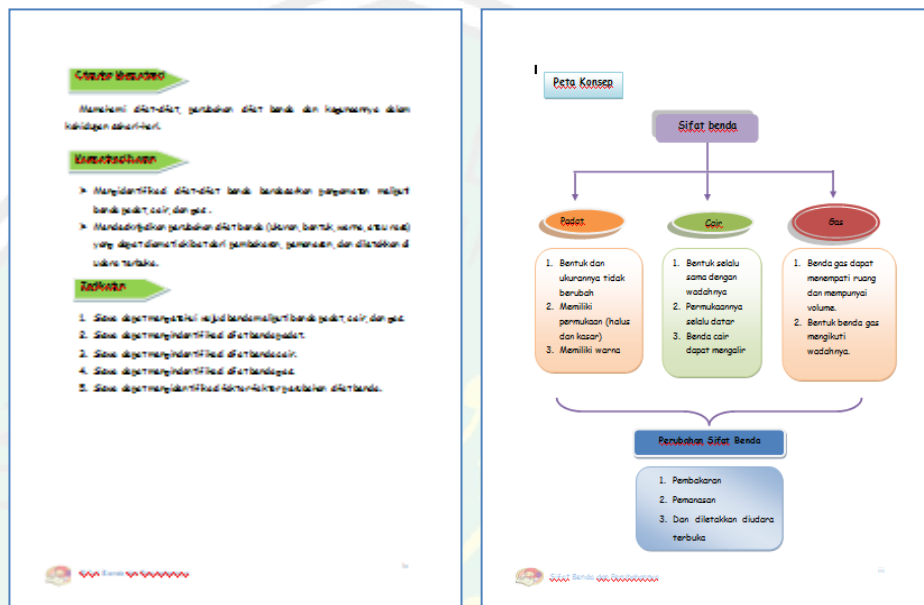 Memahami sifat-sifat, perubahan sifat benda dan kegunaannya dalam
kehidupan sehari-hari.
➢ Mengidentifikasi sifat-sifat benda berdasarkan pengamatan meliputi
benda padat, cair, dan gas.
➢ Mendeskripsikan perubahan sifat benda (ukuran, bentuk, warna, atau rasa)
yang dapat diamati akibat dari pembakaran, pemanasan, dan diletakkan di
udara terbuka.
Indikator
1. Siswa dapat mengetahui wujud benda meliputi benda padat, cair, dan gas.
2. Siswa dapat mengindentifikasi sifat benda padat.
3. Siswa dapat mengindentifikasi sifat benda cair.
4. Siswa dapat mengindentifikasi sifat benda gas.
5. Siswa dapat mengidentifikasi faktor-faktor perubahan sifat benda.
Peta Konsep
Sifat benda
Padat
Cair
Gas
1. Bentuk dan
ukurannya tidak
berubah
2. Memiliki
permukaan (halus
dan kasar)
3. Memiliki warna
1. Bentuk selalu
sama dengan
wadahnya
2. Permukaannya
selalu datar
3. Benda cair
dapat mengalir
1. Benda gas dapat
menempati ruang
dan mempunyai
volume.
2. Bentuk benda gas
mengikuti
wadahnya.
Perubahan Sifat Benda
1. Pembakaran
2. Pemanasan
3. Dan diletakkan diudara
terbuka
Sifat Benda dan Perubahannya